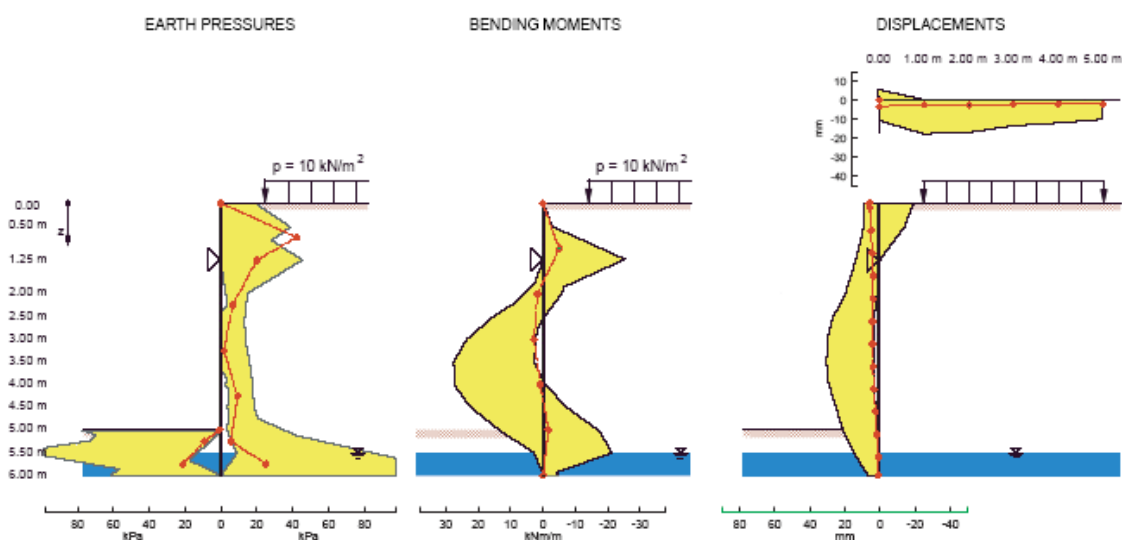 EARTH PRESSURES BENDING MOMENTS DISPLACEMENTS
0.00 1.00 m 2.00 m 3.00 m 4.00 m 5.00 m
10
0
-10
-20
-30
-40
mm
p = 10 kN/m² p = 10 kN/m²
0.00
0.50 m
z
1.25 m
2.00 m
2.50 m
3.00 m
3.50 m
4.00 m
4.50 m
5.00 m
5.50 m
6.00 m
80 60 40 20 0 20 40 60 80 30 20 10 0 -10 -20 -30 80 60 40 20 0 -20 -40
kPa kPa kNm/m mm